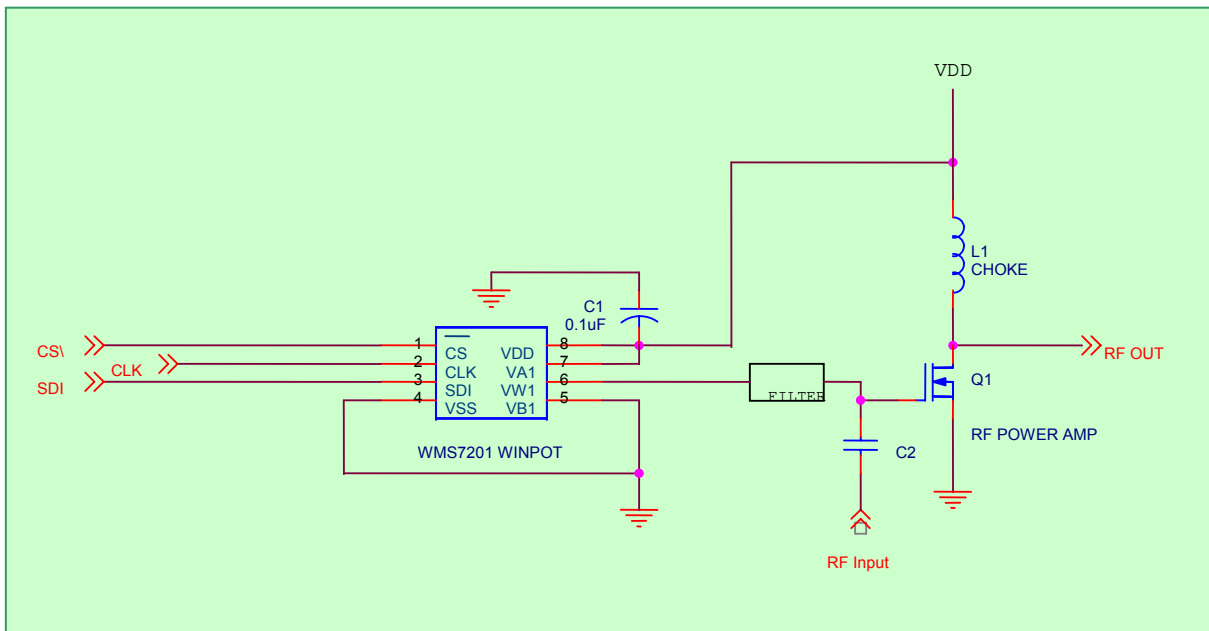 VDD
L1
CHOKE
C1
0.1uF
CS\
CLK
SDI
1
2
3
4
CS
CLK
SDI
VSS
VDD
VA1
VW1
VB1
8
7
6
5
WMS7201 WINPOT
FILTER
RF OUT
Q1
RF POWER AMP
C2
RF Input